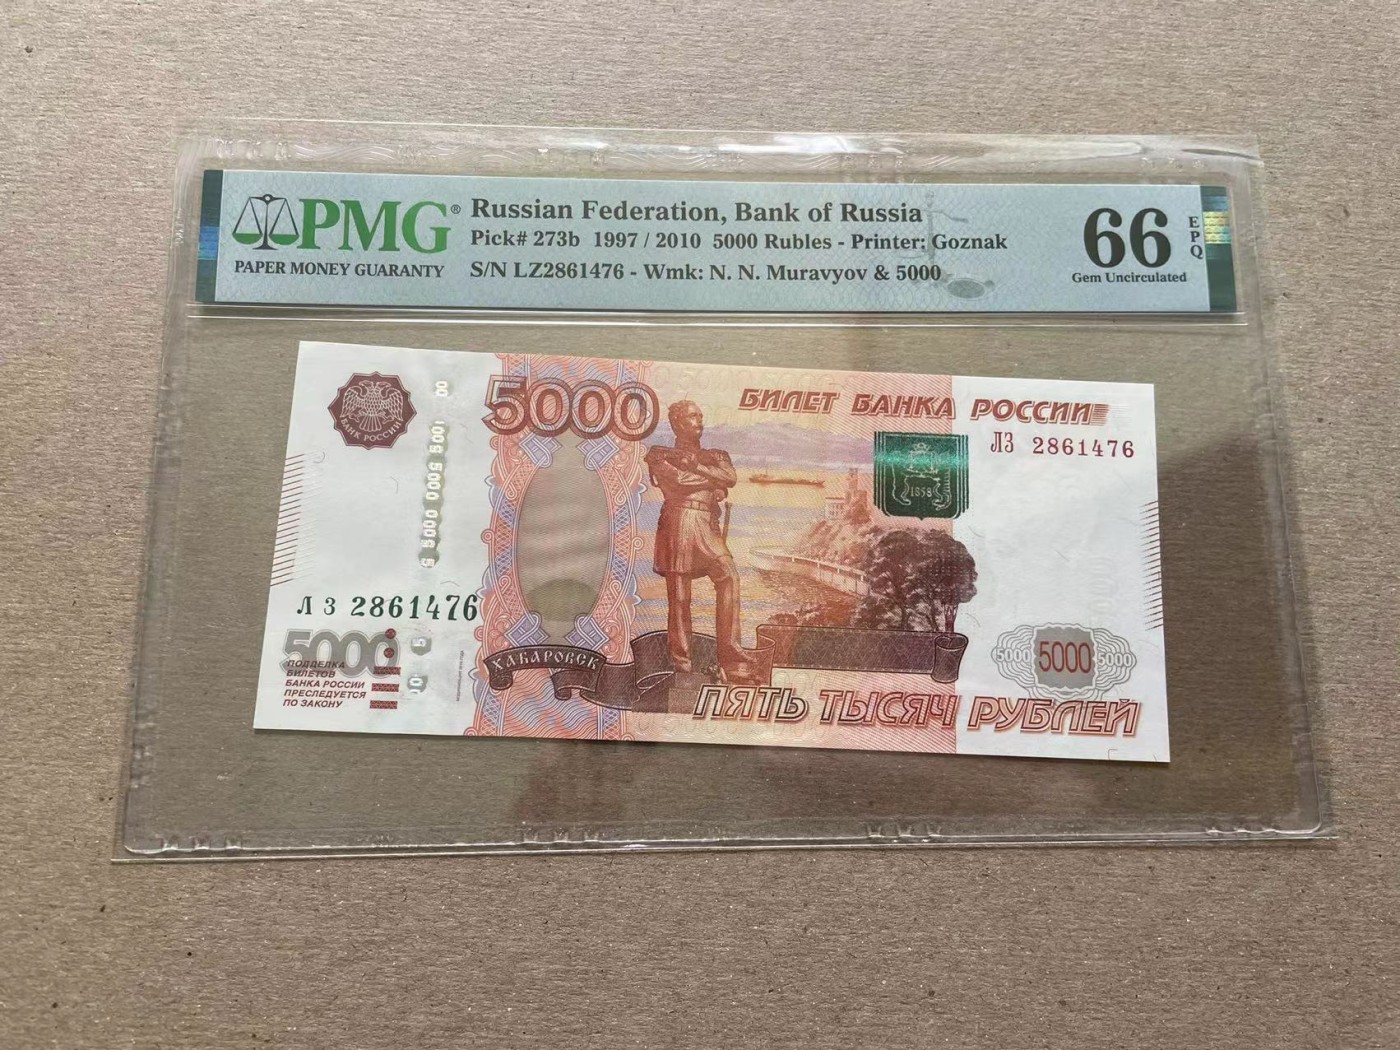 PMG®
PAPER MONEY GUARANTY
Russian Federation, Bank of Russia
Pick# 273b 1997 / 2010 5000 Rubles - Printer: Goznak
S/N LZ2861476 - Wmk: N. N. Muravyov & 5000
66
EPQ
Gem Uncirculated
5000
БИЛЕТ БАНКА РОССИИ
ЛЗ 2861476
БАНК РОССИИ
1858
5000 5000
ЛЗ 2861476
5000
ПОДДЕЛКА
БИЛЕТОВ
БАНКА РОССИИ
ПРЕСЛЕДУЕТСЯ
ПО ЗАКОНУ
ХАБАРОВСК
5000 5000 5000
ПЯТЬ ТЫСЯЧ РУБЛЕЙ